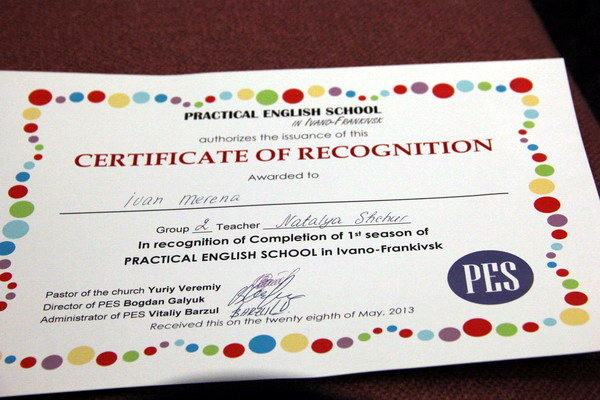 PRACTICAL ENGLISH SCHOOL
IN IVANO-FRANKIVSK
authorizes the issuance of this
CERTIFICATE OF RECOGNITION
Awarded to
Ivan Merena
Group 2 Teacher Natalya Shchur
In recognition of Completion of 1st season of
PRACTICAL ENGLISH SCHOOL in Ivano-Frankivsk
Pastor of the church Yuriy Veremiy
Director of PES Bogdan Galyuk
Administrator of PES Vitaliy Barzul
Received this on the twenty eighth of May, 2013
PES